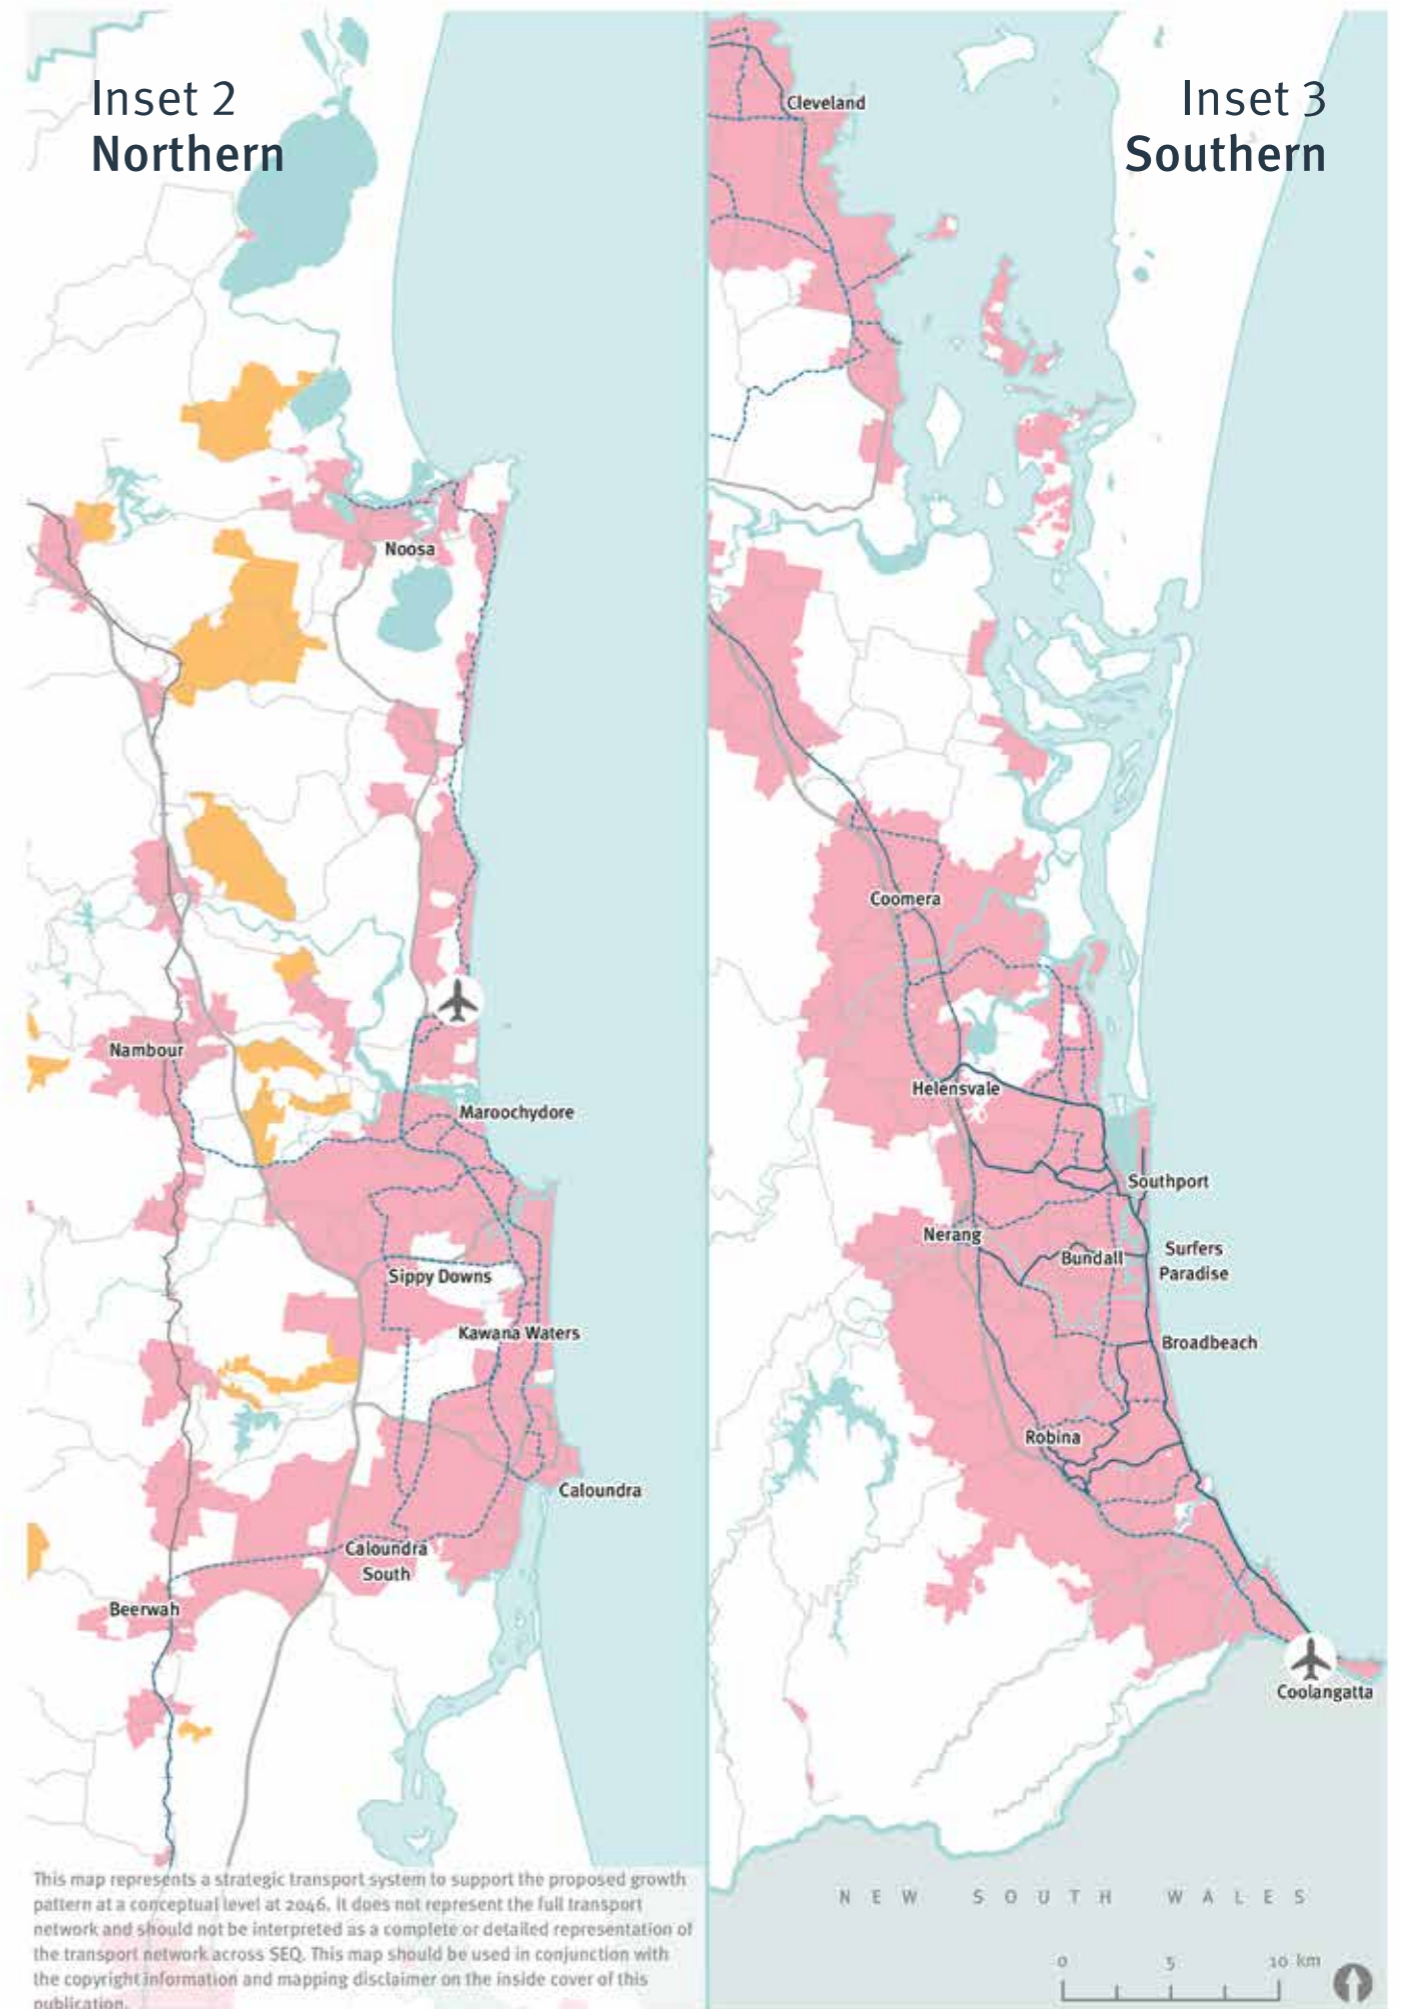 Inset 2
Northern
Noosa
Nambour
Maroochydore
Sippy Downs
Kawana Waters
Caloundra
Caloundra
South
Beerwah
This map represents a strategic transport system to support the proposed growth
pattern at a conceptual level at 2046. It does not represent the full transport
network and should not be interpreted as a complete or detailed representation of
the transport network across SEQ. This map should be used in conjunction with
the copyright information and mapping disclaimer on the inside cover of this
publication.
Inset 3
Southern
Cleveland
Coomera
Helensvale
Southport
Nerang
Bundall
Surfers
Paradise
Broadbeach
Robina
Coolangatta
NEW SOUTH WALES
0 5 10 km